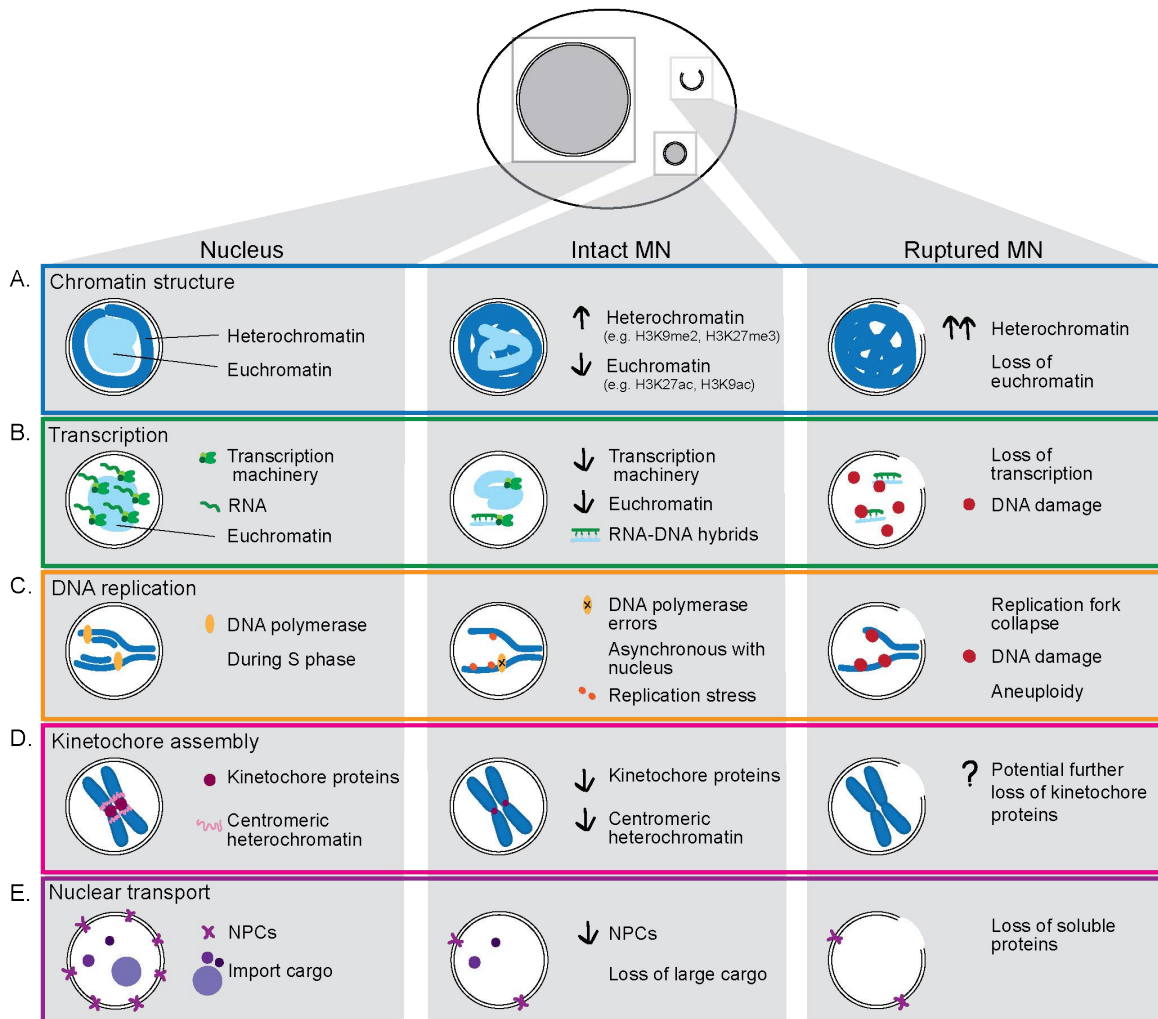 Nucleus
Intact MN
Ruptured MN
A.
Chromatin structure
Heterochromatin
Euchromatin
Heterochromatin
(e.g. H3K9me2, H3K27me3)
Euchromatin
(e.g. H3K27ac, H3K9ac)
Heterochromatin
Loss of
euchromatin
B.
Transcription
Transcription
machinery
RNA
Euchromatin
Transcription
machinery
Euchromatin
RNA-DNA hybrids
Loss of
transcription
DNA damage
C.
DNA replication
DNA polymerase
During S phase
DNA polymerase
errors
Asynchronous with
nucleus
Replication stress
Replication fork
collapse
DNA damage
Aneuploidy
D.
Kinetochore assembly
Kinetochore proteins
Centromeric
heterochromatin
Kinetochore proteins
Centromeric
heterochromatin
?
Potential further
loss of kinetochore
proteins
E.
Nuclear transport
NPCs
Import cargo
NPCs
Loss of large cargo
Loss of soluble
proteins